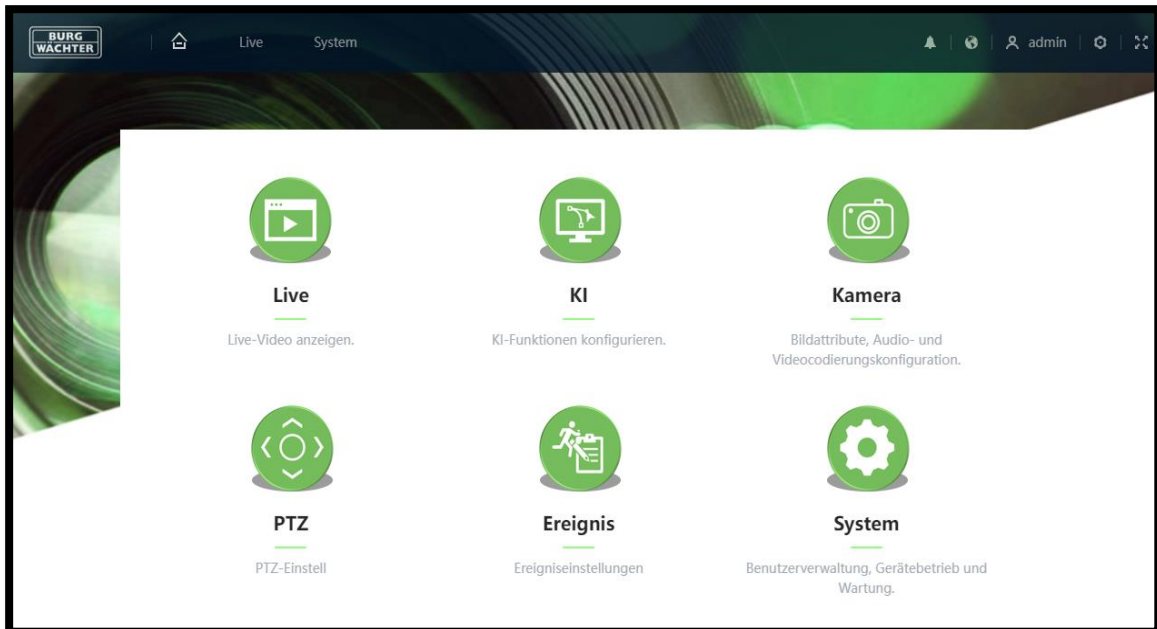 BURG
WÄCHTER
Live System admin
Live KI Kamera
Live-Video anzeigen. KI-Funktionen konfigurieren. Bildattribute, Audio- und
Videocodierungskonfiguration.
PTZ Ereignis System
PTZ-Einstell Ereigniseinstellungen Benutzerverwaltung, Gerätebetrieb und
Wartung.